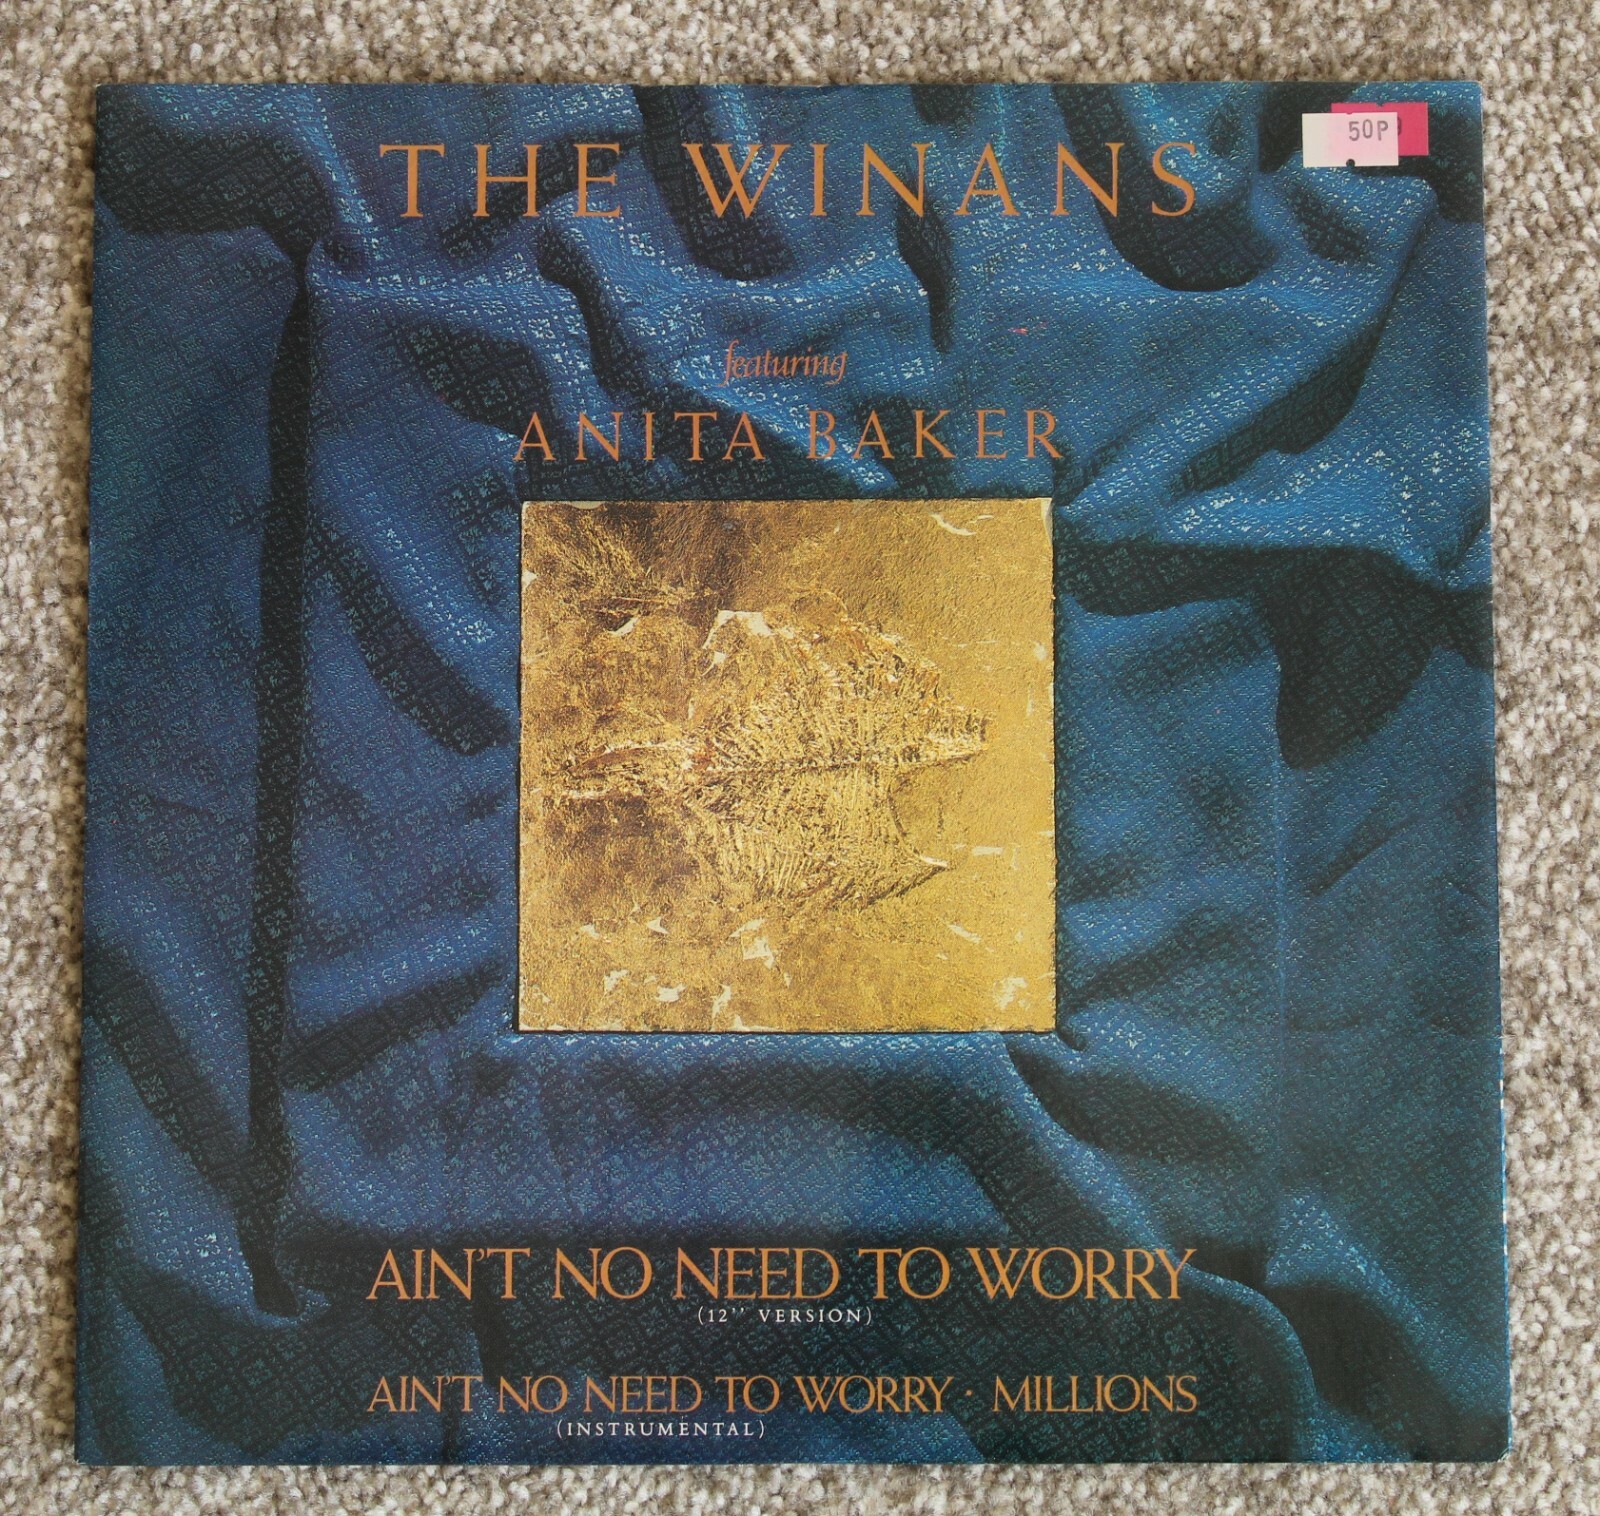 50P
THE WINANS
featuring
ANITA BAKER
AIN'T NO NEED TO WORRY
(12'' VERSION)
AIN'T NO NEED TO WORRY · MILLIONS
(INSTRUMENTAL)